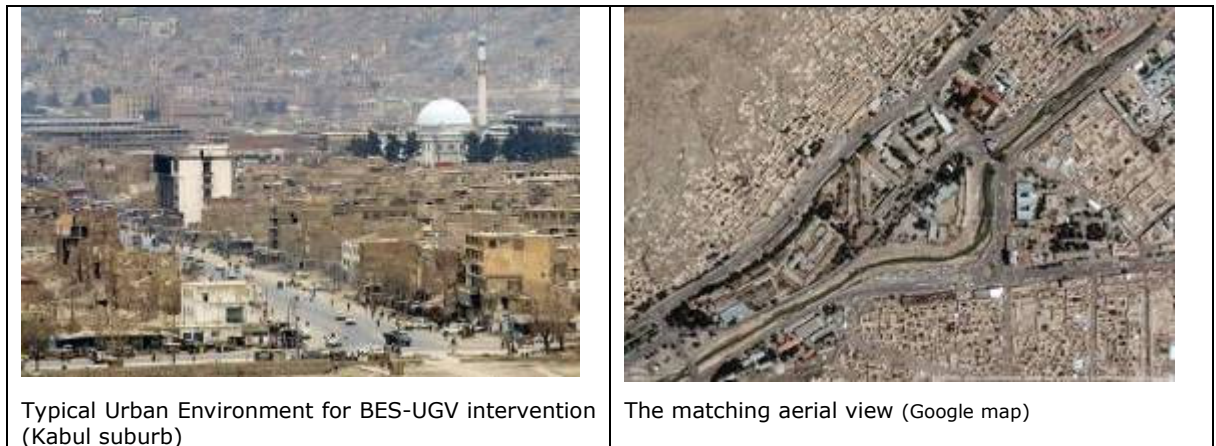 Typical Urban Environment for BES-UGV intervention
(Kabul suburb)
The matching aerial view (Google map)